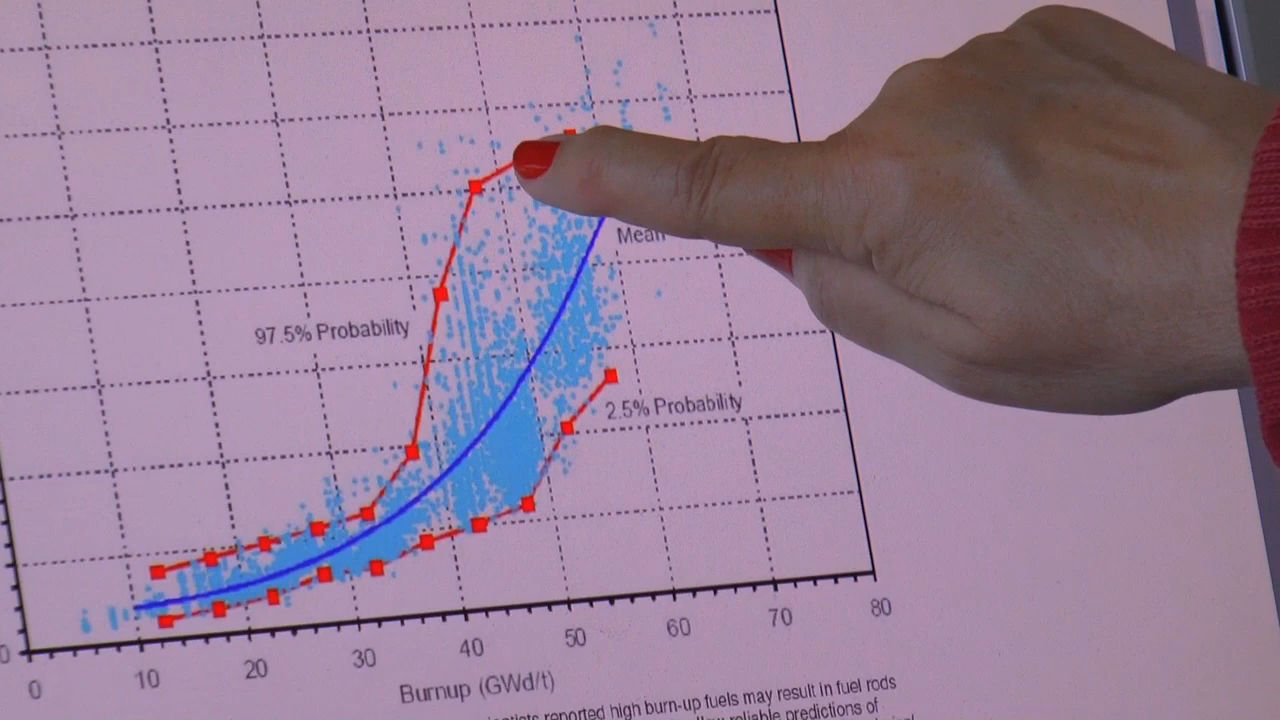 Mean
97.5% Probability
2.5% Probability
0
0 10 20 30 40 50 60 70 80
Burnup (GWd/t)
reported high burn-up fuels may result in fuel rods
reliable predictions of